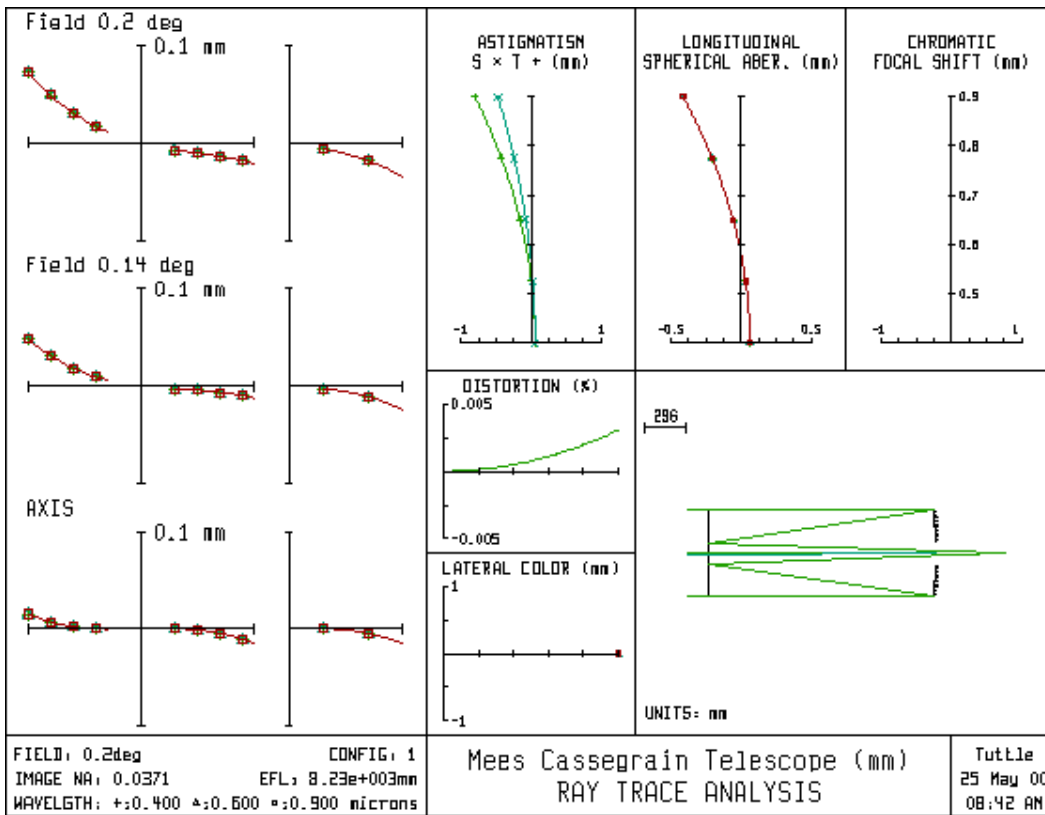 Field 0.2 deg
0.1 mm
Field 0.14 deg
0.1 mm
AXIS
0.1 mm
ASTIGMATISM
S × T + (mm)
-1 1
LONGITUDINAL
SPHERICAL ABER. (mm)
-0.5 0.5
CHROMATIC
FOCAL SHIFT (mm)
0.9
0.8
0.7
0.6
0.5
-1 1
DISTORTION (%)
0.005
-0.005
LATERAL COLOR (mm)
1
-1
296
UNITS: mm
FIELD: 0.2deg CONFIG: 1
IMAGE NA: 0.0371 EFL: 8.23e+003mm
WAVELGTH: +:0.400 ▵:0.600 ▫:0.900 microns
Mees Cassegrain Telescope (mm)
RAY TRACE ANALYSIS
Tuttle
25 May 00
08:42 AM